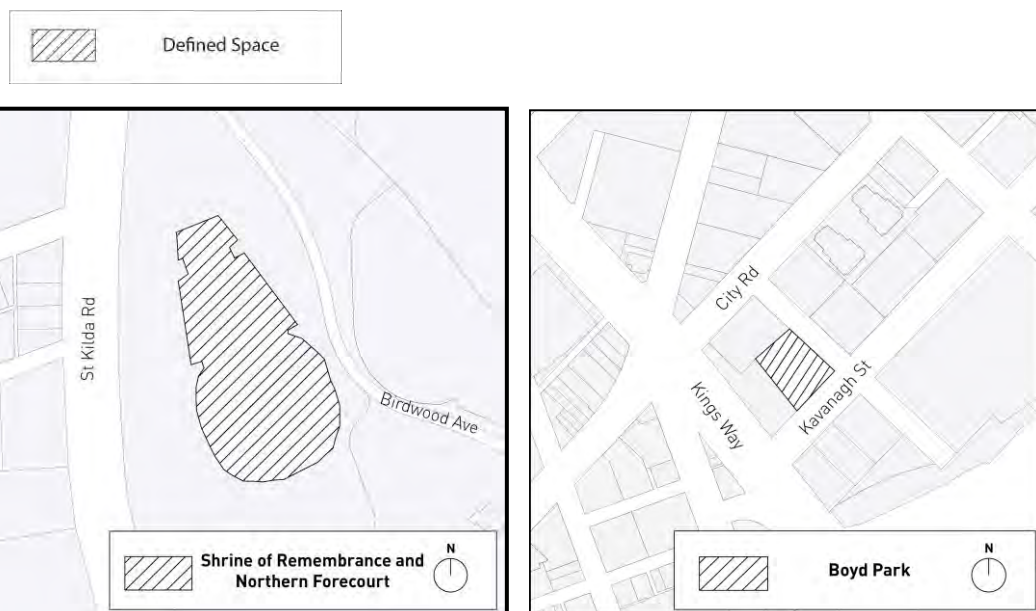 Defined Space
St Kilda Rd
Birdwood Ave
Shrine of Remembrance and
Northern Forecourt
N
City Rd
Kings Way
Kavanagh St
Boyd Park
N